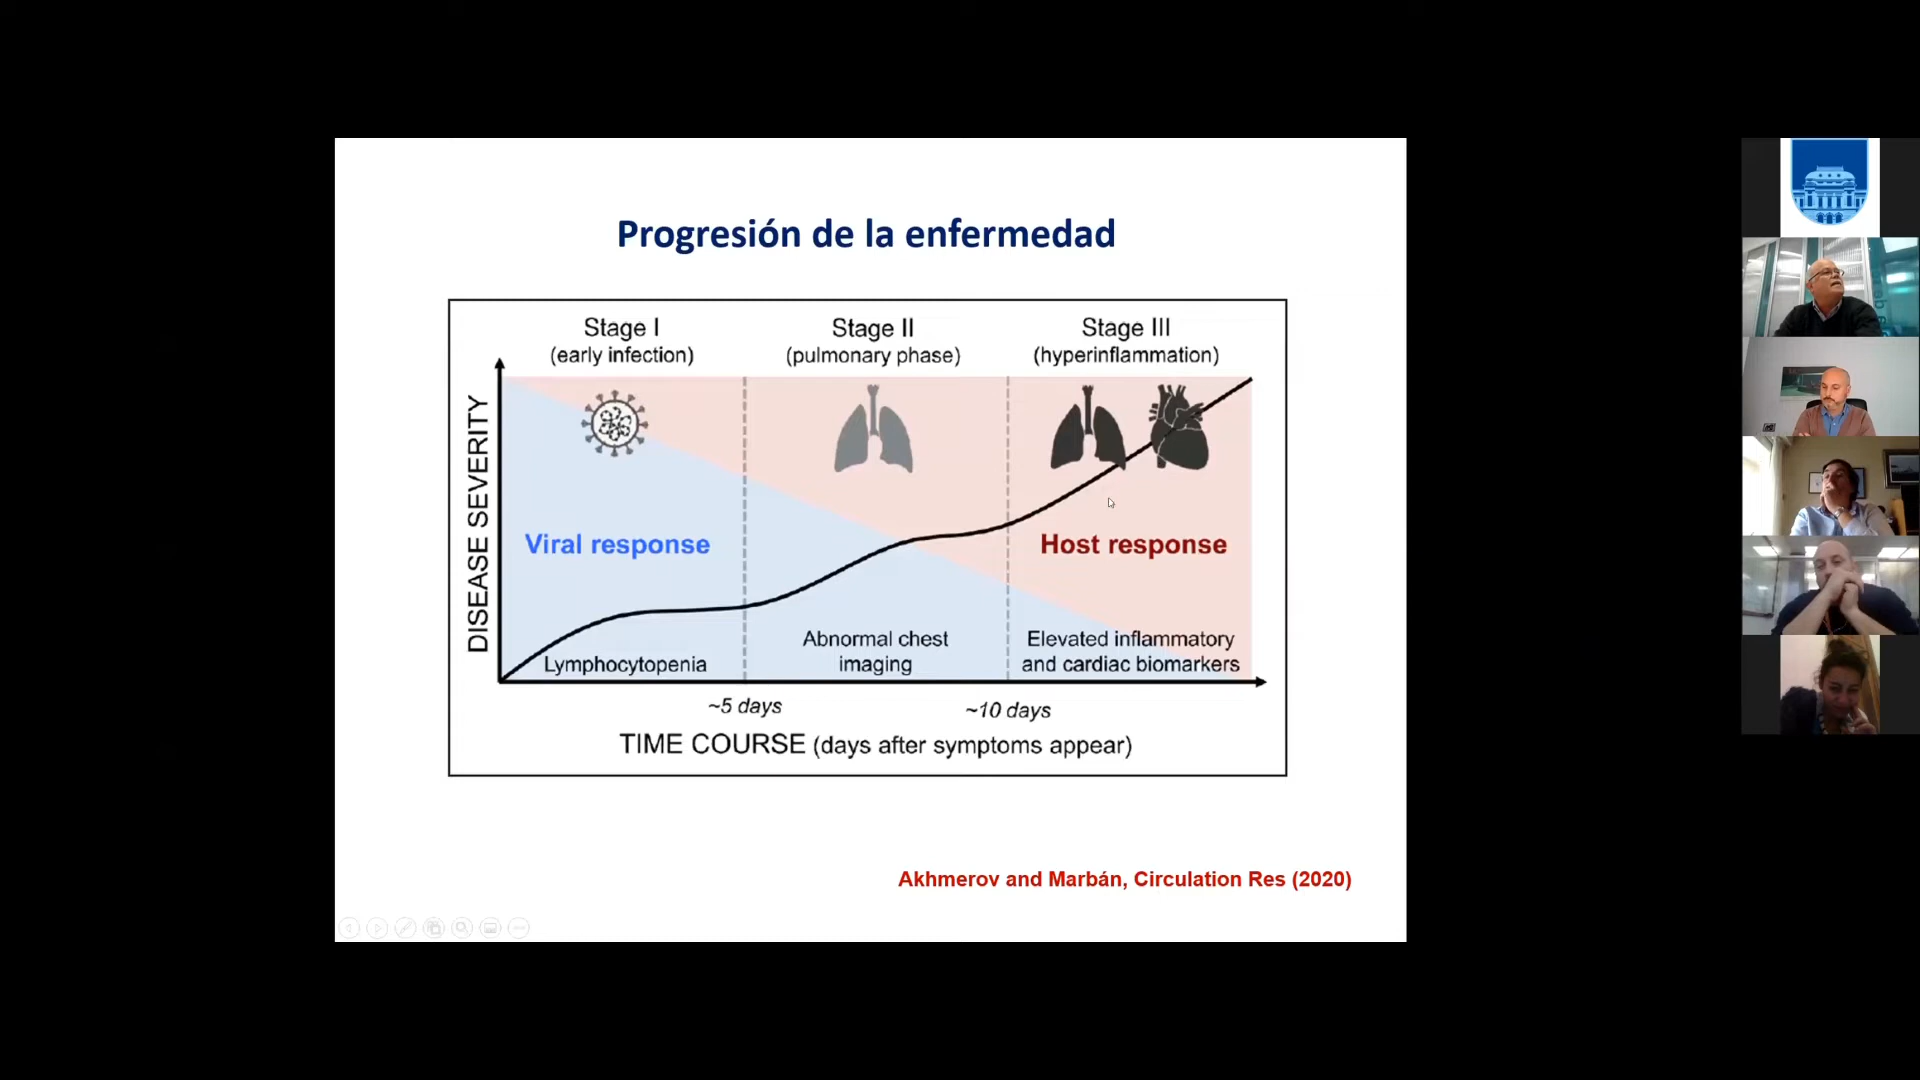 Progresión de la enfermedad
Stage I
(early infection)
Stage II
(pulmonary phase)
Stage III
(hyperinflammation)
DISEASE SEVERITY
Viral response
Host response
Lymphocytopenia
Abnormal chest
imaging
Elevated inflammatory
and cardiac biomarkers
~5 days
~10 days
TIME COURSE (days after symptoms appear)
Akhmerov and Marbán, Circulation Res (2020)